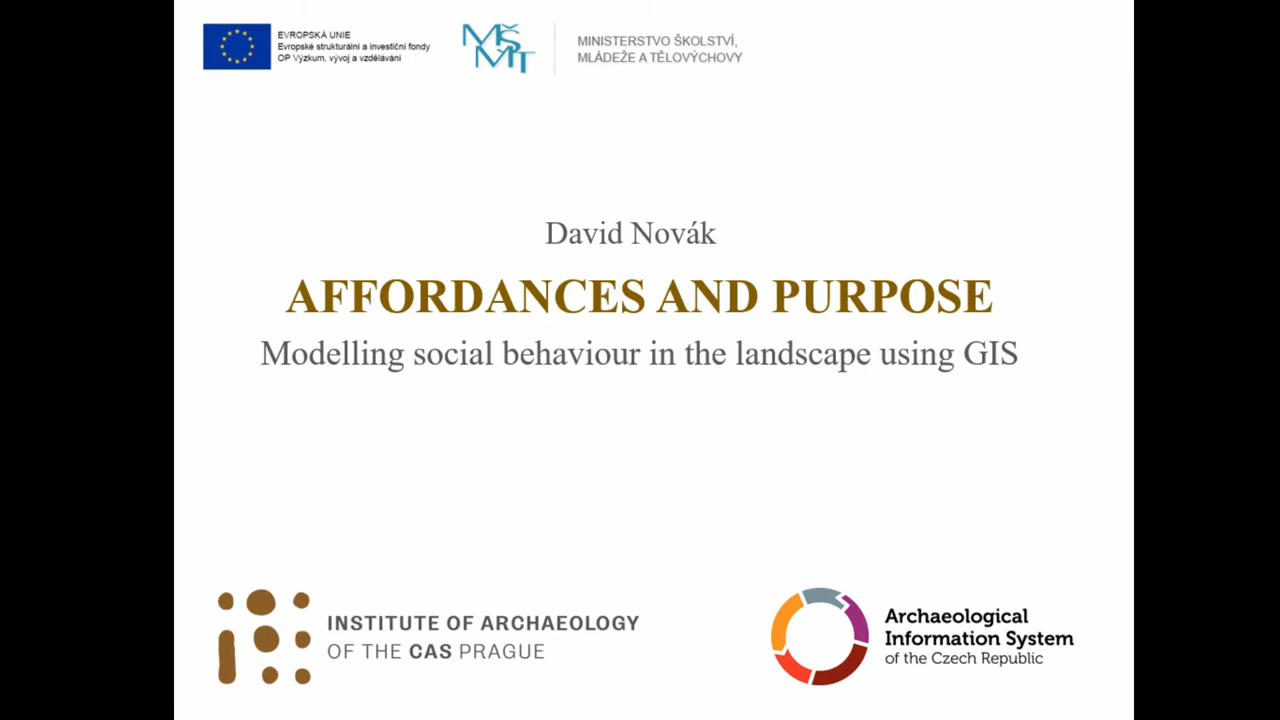 EVROPSKÁ UNIE
Evropské strukturální a investiční fondy
OP Výzkum, vývoj a vzdělávání
MŠMT
MINISTERSTVO ŠKOLSTVÍ,
MLÁDEŽE A TĚLOVÝCHOVY
David Novák
AFFORDANCES AND PURPOSE
Modelling social behaviour in the landscape using GIS
INSTITUTE OF ARCHAEOLOGY
OF THE CAS PRAGUE
Archaeological
Information System
of the Czech Republic